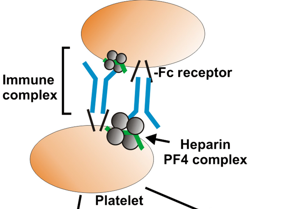 Immune
complex
-Fc receptor
Heparin
PF4 complex
Platelet